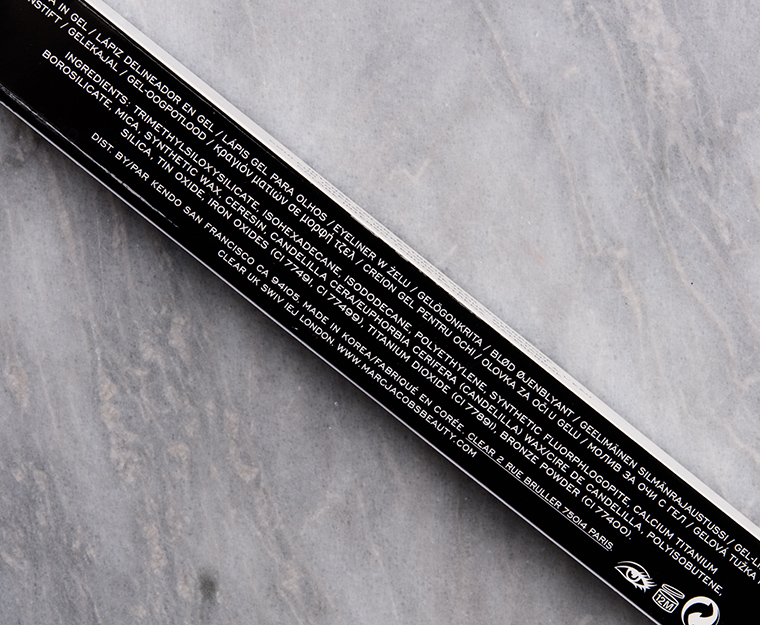 IN GEL / LÁPIZ DELINEADOR EN GEL / LÁPIS GEL PARA OLHOS / EYELINER W ŻELU / GELÖGONKRITA / BLØD ØJENBLYANT / GEELIMÄINEN SILMÄNRAJAUSTUSSI /
/ GELEKAJAL / GEL-OOGPOTLOOD / κραγιόν ματιών σε μορφή τζελ / CREION GEL PENTRU OCHI / OLOVKA ZA OČI U GELU / МОЛИВ ЗА ОЧИ С ГЕЛ / GELOVÁ TUŽKA
INGREDIENTS: TRIMETHYLSILOXYSILICATE, ISOHEXADECANE, ISODODECANE, POLYETHYLENE, SYNTHETIC FLUORPHLOGOPITE, CALCIUM TITANIUM
BOROSILICATE, MICA, SYNTHETIC WAX, CERESIN, CANDELILLA CERA/EUPHORBIA CERIFERA (CANDELILLA) WAX/CIRE DE CANDELILLA, POLYISOBUTENE,
SILICA, TIN OXIDE, IRON OXIDES (CI 77491, CI 77499), TITANIUM DIOXIDE (CI 77891), BRONZE POWDER (CI 77400).
DIST. BY/PAR KENDO SAN FRANCISCO CA 94105. MADE IN KOREA/FABRIQUÉ EN CORÉE. CLEAR 2 RUE BRULLER 75014 PARIS.
CLEAR UK SW1V 1EJ LONDON. WWW.MARCJACOBSBEAUTY.COM
12M